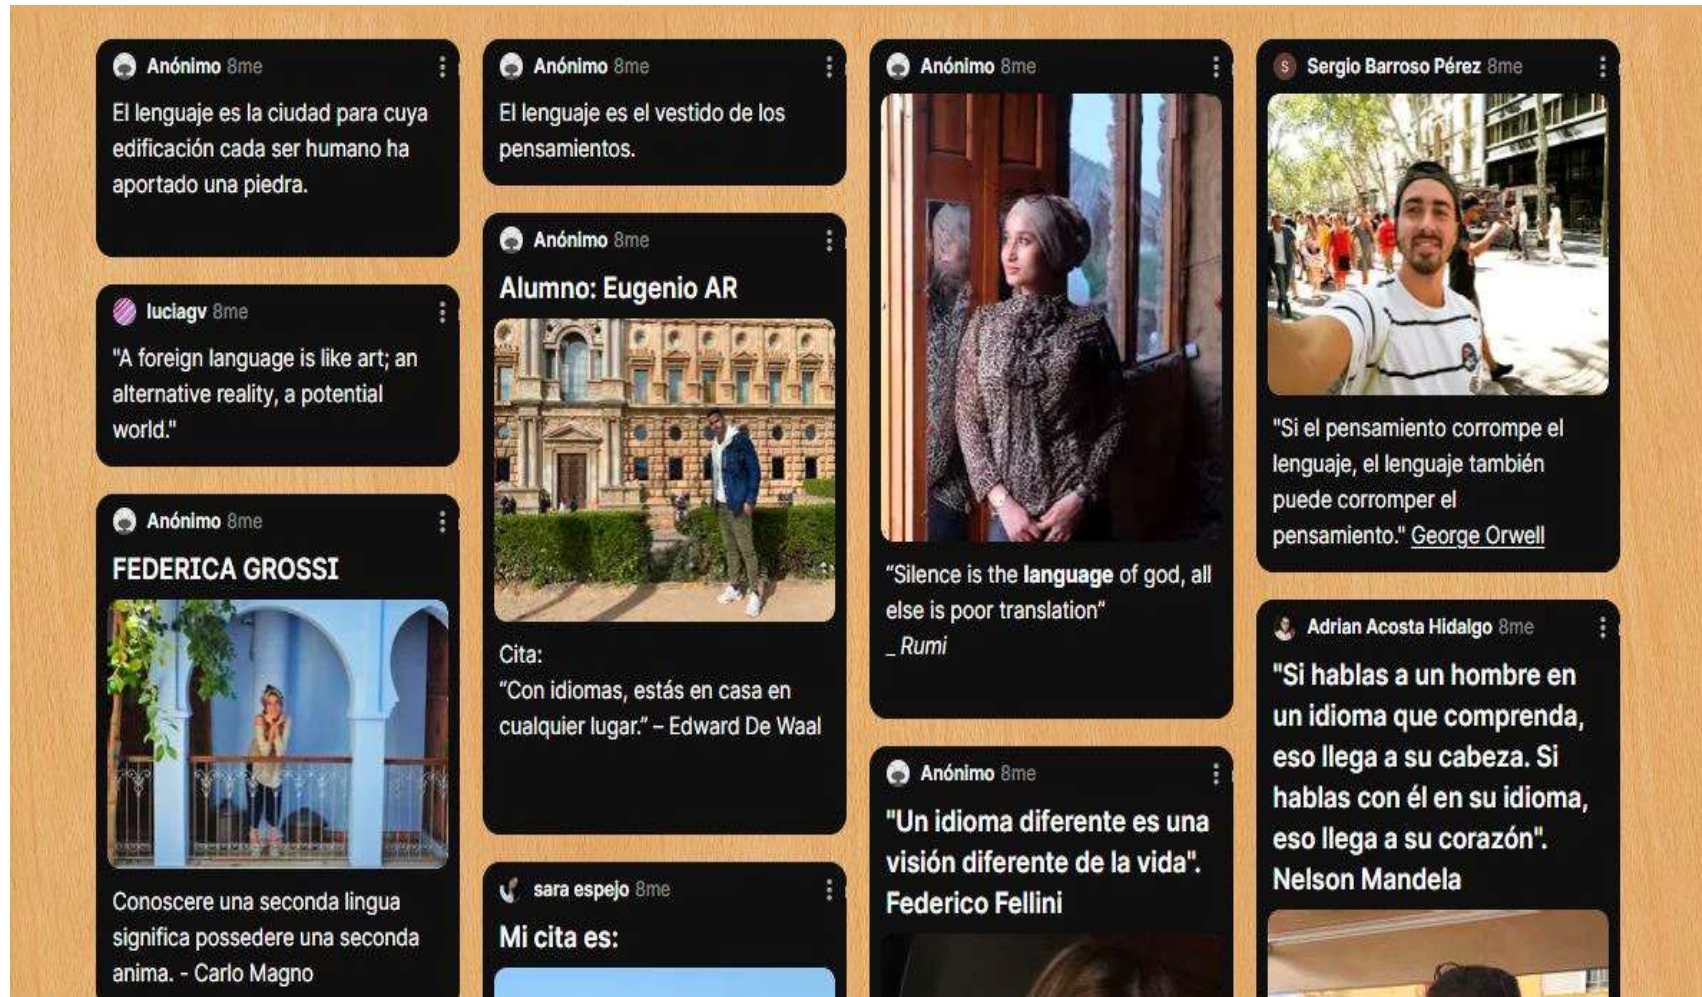 Anónimo 8me
El lenguaje es la ciudad para cuya
edificación cada ser humano ha
aportado una piedra.
luciagv 8me
"A foreign language is like art; an
alternative reality, a potential
world."
Anónimo 8me
FEDERICA GROSSI
Conoscere una seconda lingua
significa possedere una seconda
anima. - Carlo Magno
Anónimo 8me
El lenguaje es el vestido de los
pensamientos.
Anónimo 8me
Alumno: Eugenio AR
Cita:
“Con idiomas, estás en casa en
cualquier lugar.” – Edward De Waal
sara espejo 8me
Mi cita es:
Anónimo 8me
“Silence is the language of god, all
else is poor translation“
_ Rumi
Anónimo 8me
"Un idioma diferente es una
visión diferente de la vida".
Federico Fellini
S Sergio Barroso Pérez 8me
"Si el pensamiento corrompe el
lenguaje, el lenguaje también
puede corromper el
pensamiento." George Orwell
Adrian Acosta Hidalgo 8me
"Si hablas a un hombre en
un idioma que comprenda,
eso llega a su cabeza. Si
hablas con él en su idioma,
eso llega a su corazón".
Nelson Mandela